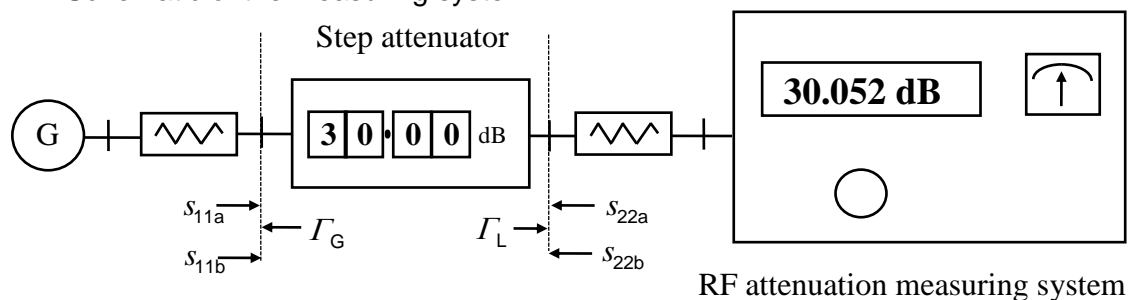 Step attenuator
30.052 dB
G
3 0 . 0 0 dB
s11a
s22a
ΓG
ΓL
s11b
s22b
RF attenuation measuring system